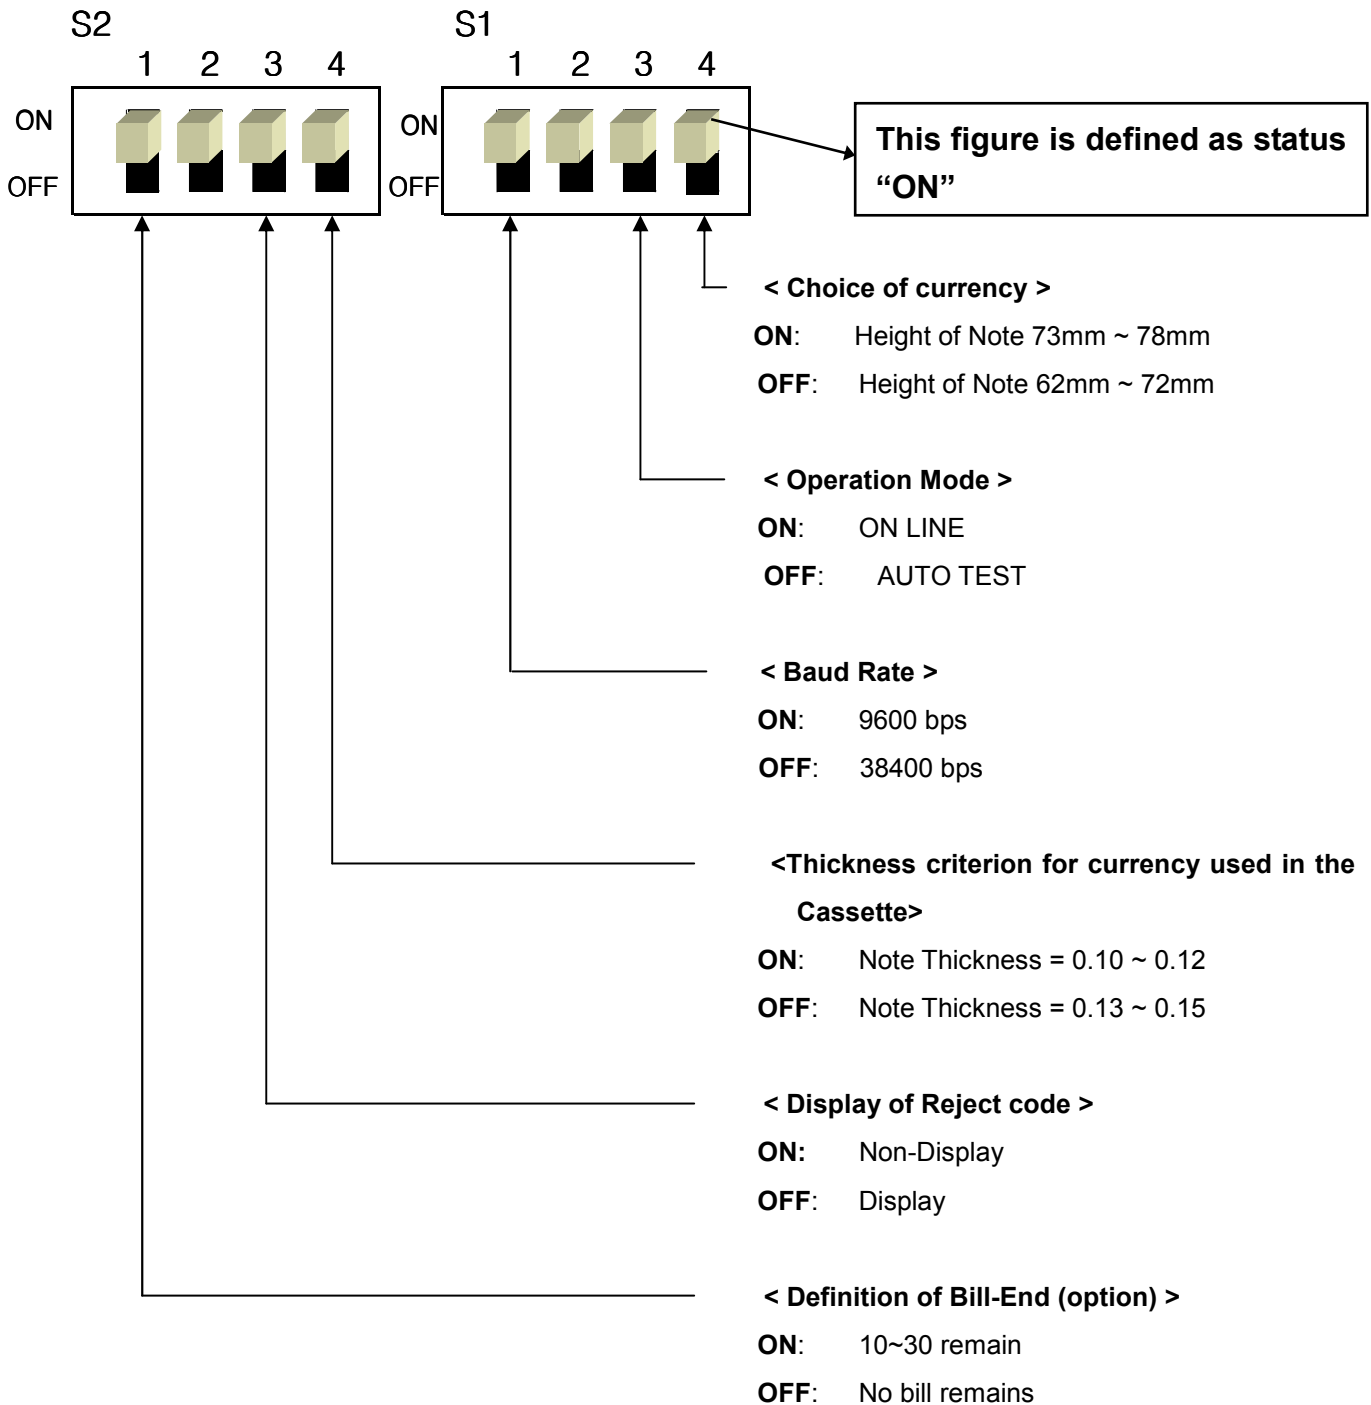 S2
S1
1 2 3 4
1 2 3 4
ON
OFF
ON
OFF
This figure is defined as status
“ON”
< Choice of currency >
ON: Height of Note 73mm ~ 78mm
OFF: Height of Note 62mm ~ 72mm
< Operation Mode >
ON: ON LINE
OFF: AUTO TEST
< Baud Rate >
ON: 9600 bps
OFF: 38400 bps
<Thickness criterion for currency used in the
Cassette>
ON: Note Thickness = 0.10 ~ 0.12
OFF: Note Thickness = 0.13 ~ 0.15
< Display of Reject code >
ON: Non-Display
OFF: Display
< Definition of Bill-End (option) >
ON: 10~30 remain
OFF: No bill remains